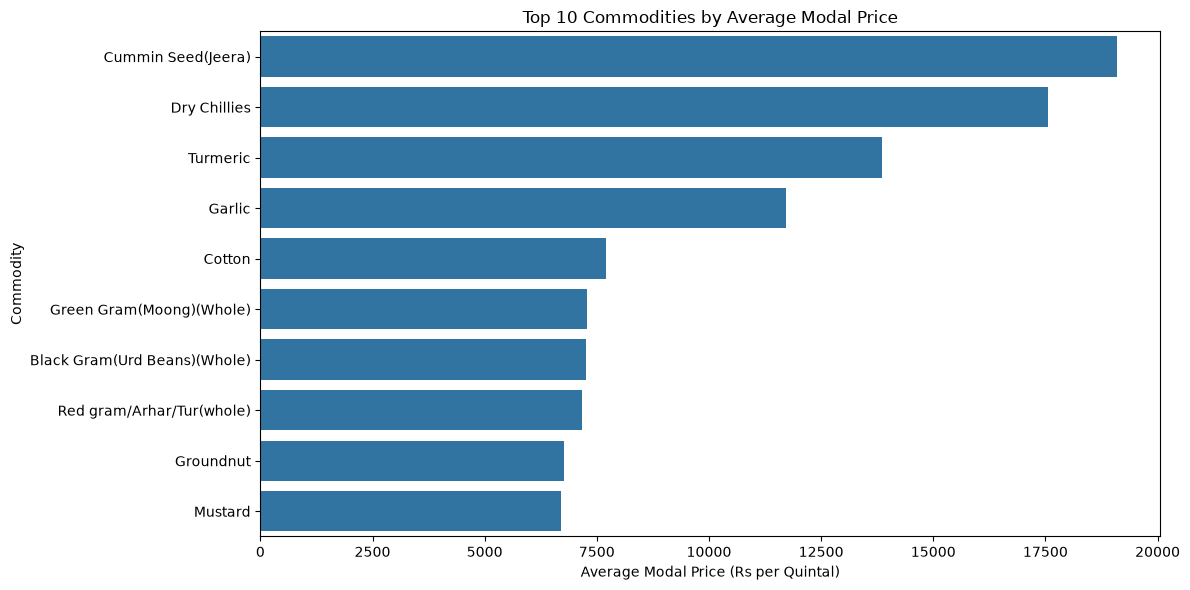 Top 10 Commodities by Average Modal Price
Commodity
Cummin Seed(Jeera)
Dry Chillies
Turmeric
Garlic
Cotton
Green Gram(Moong)(Whole)
Black Gram(Urd Beans)(Whole)
Red gram/Arhar/Tur(whole)
Groundnut
Mustard
0 2500 5000 7500 10000 12500 15000 17500 20000
Average Modal Price (Rs per Quintal)